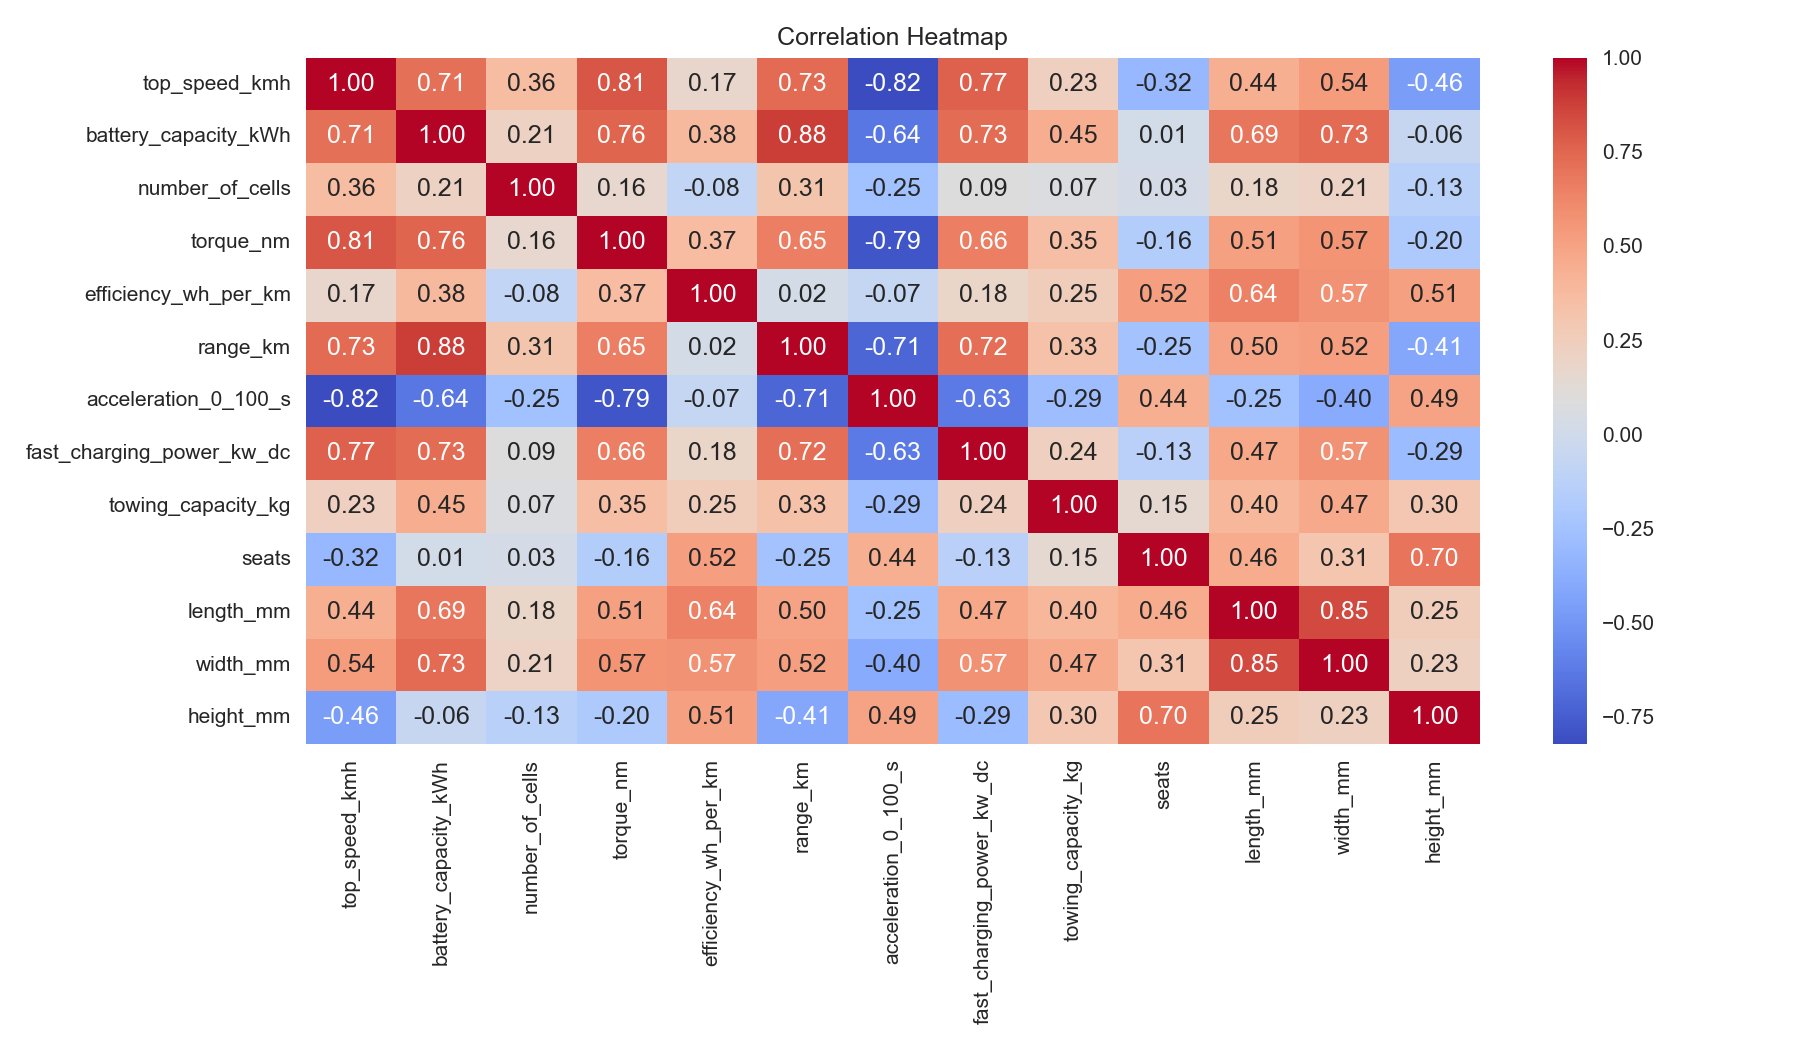 Correlation Heatmap
top_speed_kmh 1.00 0.71 0.36 0.81 0.17 0.73 -0.82 0.77 0.23 -0.32 0.44 0.54 -0.46
battery_capacity_kWh 0.71 1.00 0.21 0.76 0.38 0.88 -0.64 0.73 0.45 0.01 0.69 0.73 -0.06
number_of_cells 0.36 0.21 1.00 0.16 -0.08 0.31 -0.25 0.09 0.07 0.03 0.18 0.21 -0.13
torque_nm 0.81 0.76 0.16 1.00 0.37 0.65 -0.79 0.66 0.35 -0.16 0.51 0.57 -0.20
efficiency_wh_per_km 0.17 0.38 -0.08 0.37 1.00 0.02 -0.07 0.18 0.25 0.52 0.64 0.57 0.51
range_km 0.73 0.88 0.31 0.65 0.02 1.00 -0.71 0.72 0.33 -0.25 0.50 0.52 -0.41
acceleration_0_100_s -0.82 -0.64 -0.25 -0.79 -0.07 -0.71 1.00 -0.63 -0.29 0.44 -0.25 -0.40 0.49
fast_charging_power_kw_dc 0.77 0.73 0.09 0.66 0.18 0.72 -0.63 1.00 0.24 -0.13 0.47 0.57 -0.29
towing_capacity_kg 0.23 0.45 0.07 0.35 0.25 0.33 -0.29 0.24 1.00 0.15 0.40 0.47 0.30
seats -0.32 0.01 0.03 -0.16 0.52 -0.25 0.44 -0.13 0.15 1.00 0.46 0.31 0.70
length_mm 0.44 0.69 0.18 0.51 0.64 0.50 -0.25 0.47 0.40 0.46 1.00 0.85 0.25
width_mm 0.54 0.73 0.21 0.57 0.57 0.52 -0.40 0.57 0.47 0.31 0.85 1.00 0.23
height_mm -0.46 -0.06 -0.13 -0.20 0.51 -0.41 0.49 -0.29 0.30 0.70 0.25 0.23 1.00
top_speed_kmh
battery_capacity_kWh
number_of_cells
torque_nm
efficiency_wh_per_km
range_km
acceleration_0_100_s
fast_charging_power_kw_dc
towing_capacity_kg
seats
length_mm
width_mm
height_mm
1.00
0.75
0.50
0.25
0.00
−0.25
−0.50
−0.75